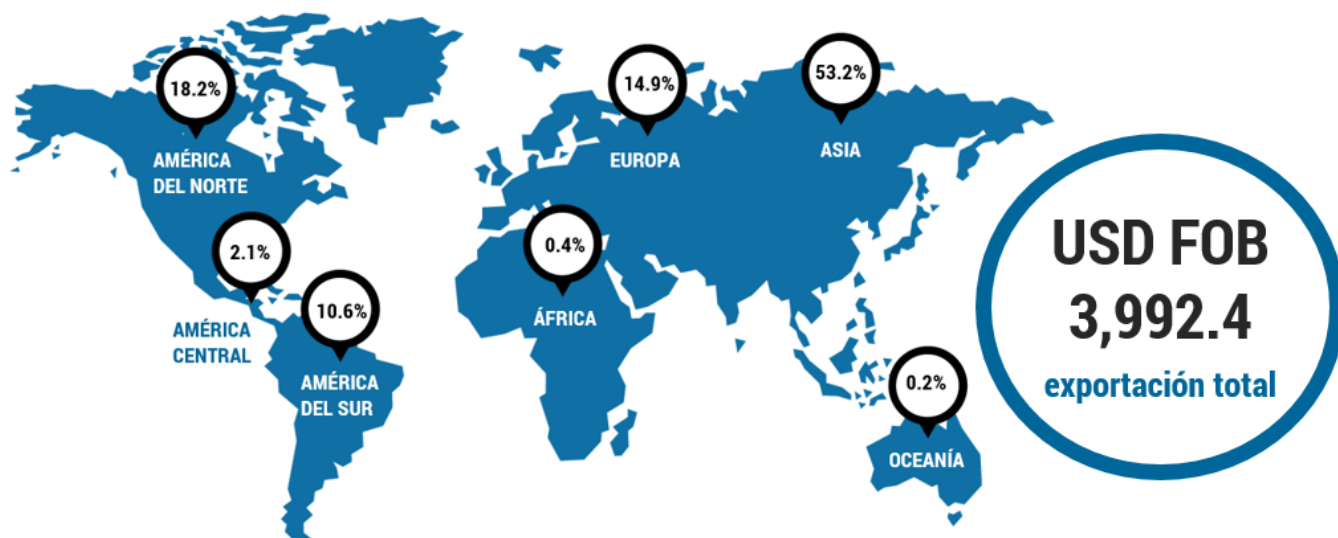 18.2%
AMÉRICA
DEL NORTE
14.9%
EUROPA
53.2%
ASIA
2.1%
AMÉRICA
CENTRAL
10.6%
AMÉRICA
DEL SUR
0.4%
ÁFRICA
0.2%
OCEANÍA
USD FOB
3,992.4
exportación total